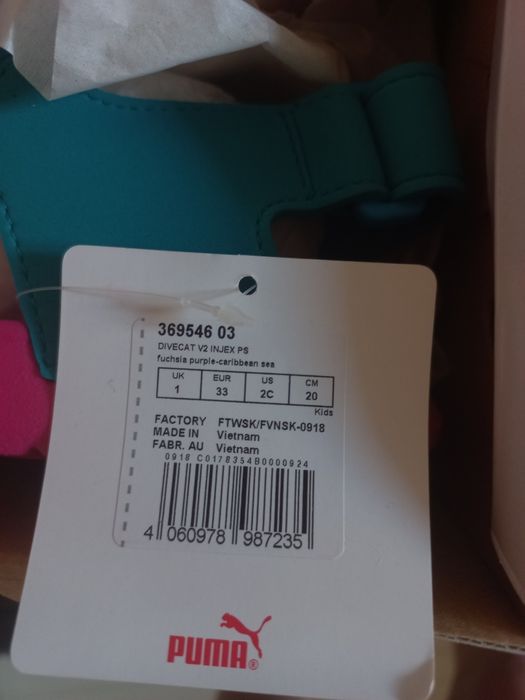 369546 03
DIVECAT V2 INJEX PS
fuchsia purple-caribbean sea
UK EUR US CM
1 33 2C 20
Kids
FACTORY FTWSK/FVNSK-0918
MADE IN Vietnam
FABR. AU Vietnam
0918 C0178354B0000924
4 060978 987235
PUMA®